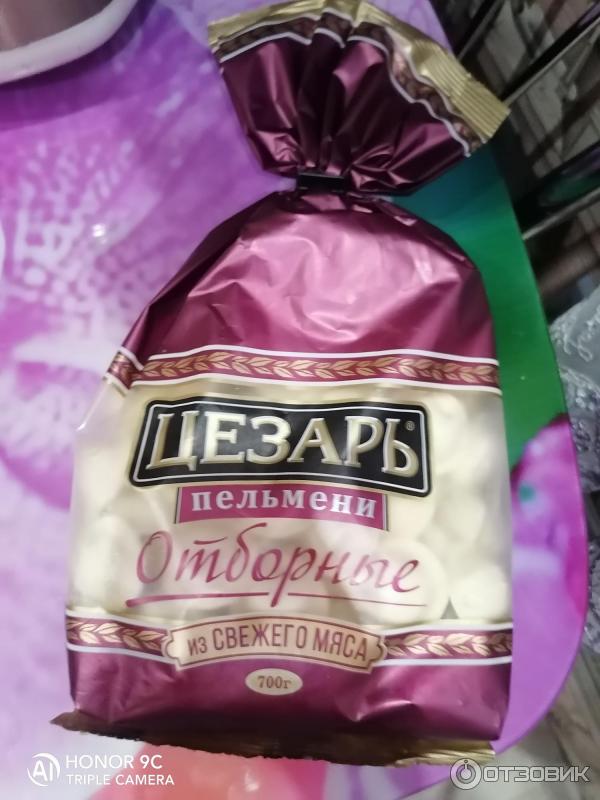 ЦЕЗАРЬ®
пельмени
Отборные
из СВЕЖЕГО МЯСА
700г
HONOR 9C
TRIPLE CAMERA
ОТЗОВИК